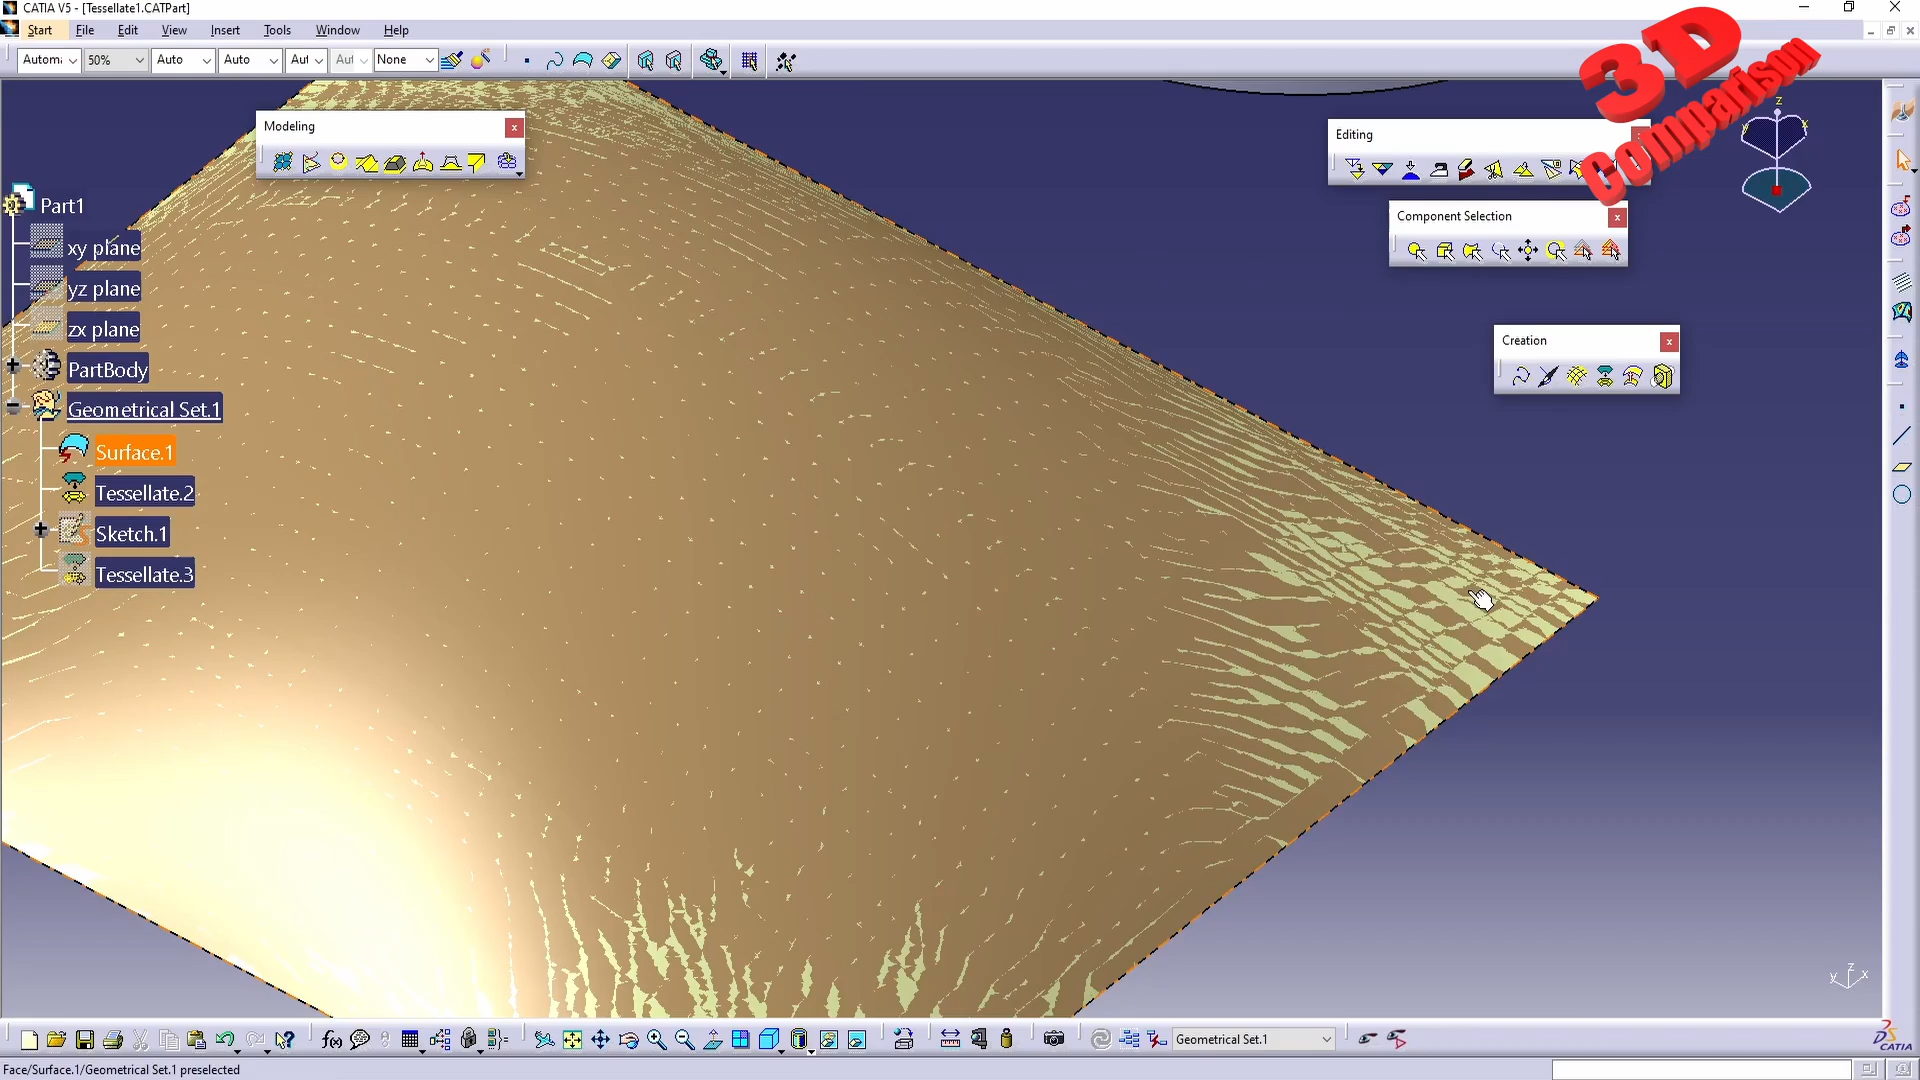 CATIA V5 - [Tessellate1.CATPart]
Start File Edit View Insert Tools Window Help
50% Auto Auto Aut Aut None
3D
Comparison
Modeling
Editing
Component Selection
Creation
Part1
xy plane
yz plane
zx plane
PartBody
Geometrical Set.1
Surface.1
Tessellate.2
Sketch.1
Tessellate.3
z
y x
z
y x
f(x)
Geometrical Set.1
CATIA
Face/Surface.1/Geometrical Set.1 preselected